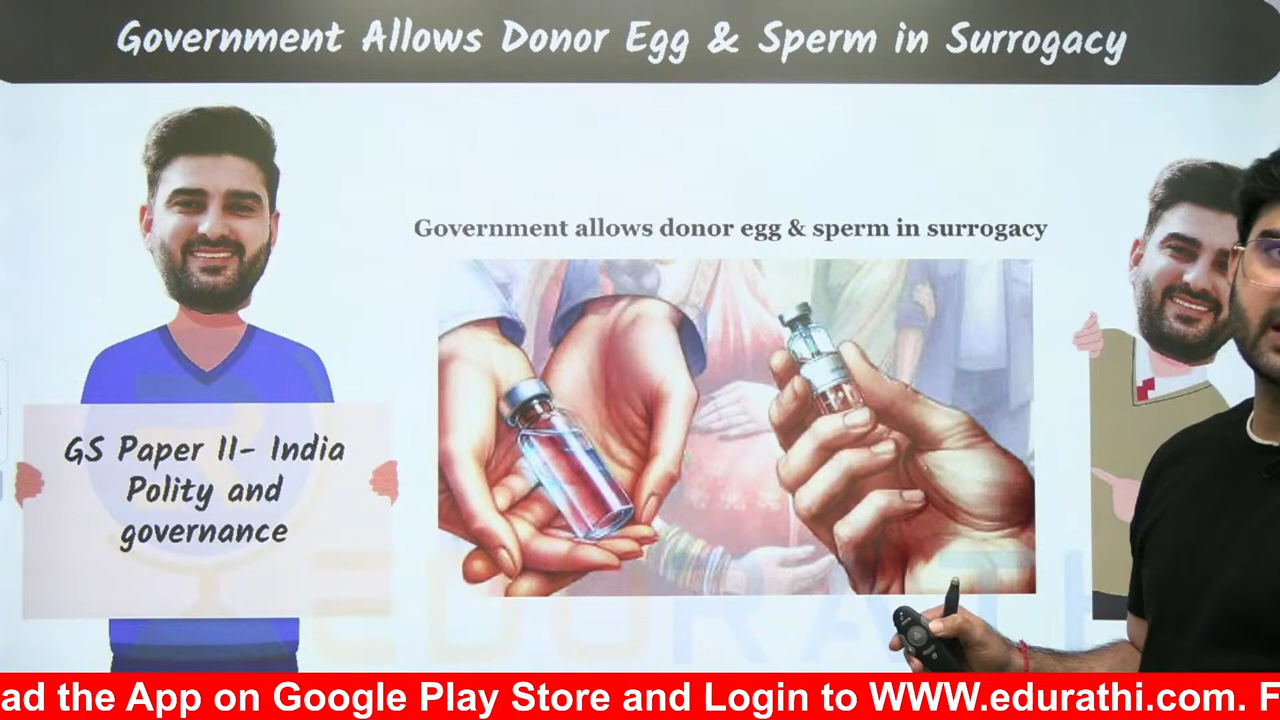 Government Allows Donor Egg & Sperm in Surrogacy
Government allows donor egg & sperm in surrogacy
GS Paper II- India
Polity and
governance
EDURATHI
ad the App on Google Play Store and Login to WWW.edurathi.com. F